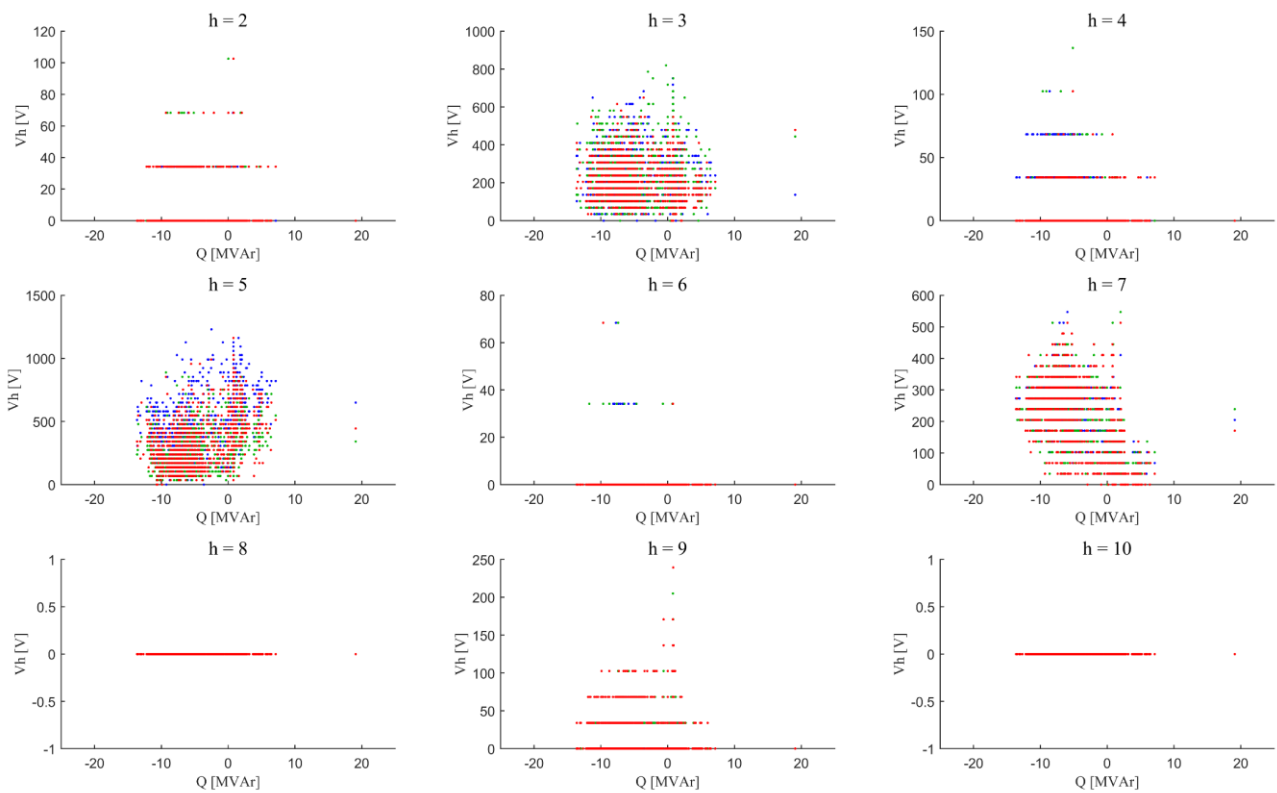 h = 2
120
100
80
60
40
20
0
Vh [V]
-20 -10 0 10 20
Q [MVAr]
h = 3
1000
800
600
400
200
0
Vh [V]
-20 -10 0 10 20
Q [MVAr]
h = 4
150
100
50
0
Vh [V]
-20 -10 0 10 20
Q [MVAr]
h = 5
1500
1000
500
0
Vh [V]
-20 -10 0 10 20
Q [MVAr]
h = 6
80
60
40
20
0
Vh [V]
-20 -10 0 10 20
Q [MVAr]
h = 7
600
500
400
300
200
100
0
Vh [V]
-20 -10 0 10 20
Q [MVAr]
h = 8
1
0.5
0
-0.5
-1
Vh [V]
-20 -10 0 10 20
Q [MVAr]
h = 9
250
200
150
100
50
0
Vh [V]
-20 -10 0 10 20
Q [MVAr]
h = 10
1
0.5
0
-0.5
-1
Vh [V]
-20 -10 0 10 20
Q [MVAr]